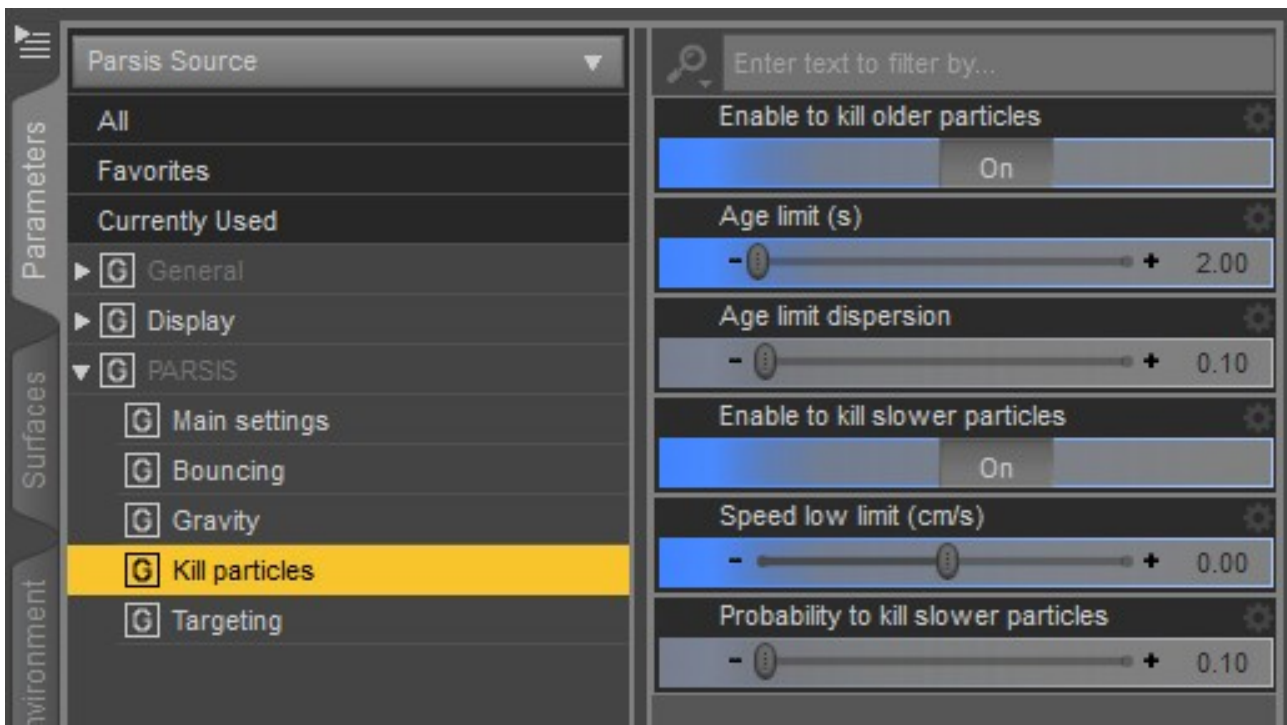 Parameters
Surfaces
Parsis Source
All
Favorites
Currently Used
G General
G Display
G PARSIS
G Main settings
G Bouncing
G Gravity
G Kill particles
G Targeting
Enter text to filter by...
Enable to kill older particles
On
Age limit (s)
- + 2.00
Age limit dispersion
- + 0.10
Enable to kill slower particles
On
Speed low limit (cm/s)
- + 0.00
Probability to kill slower particles
- + 0.10